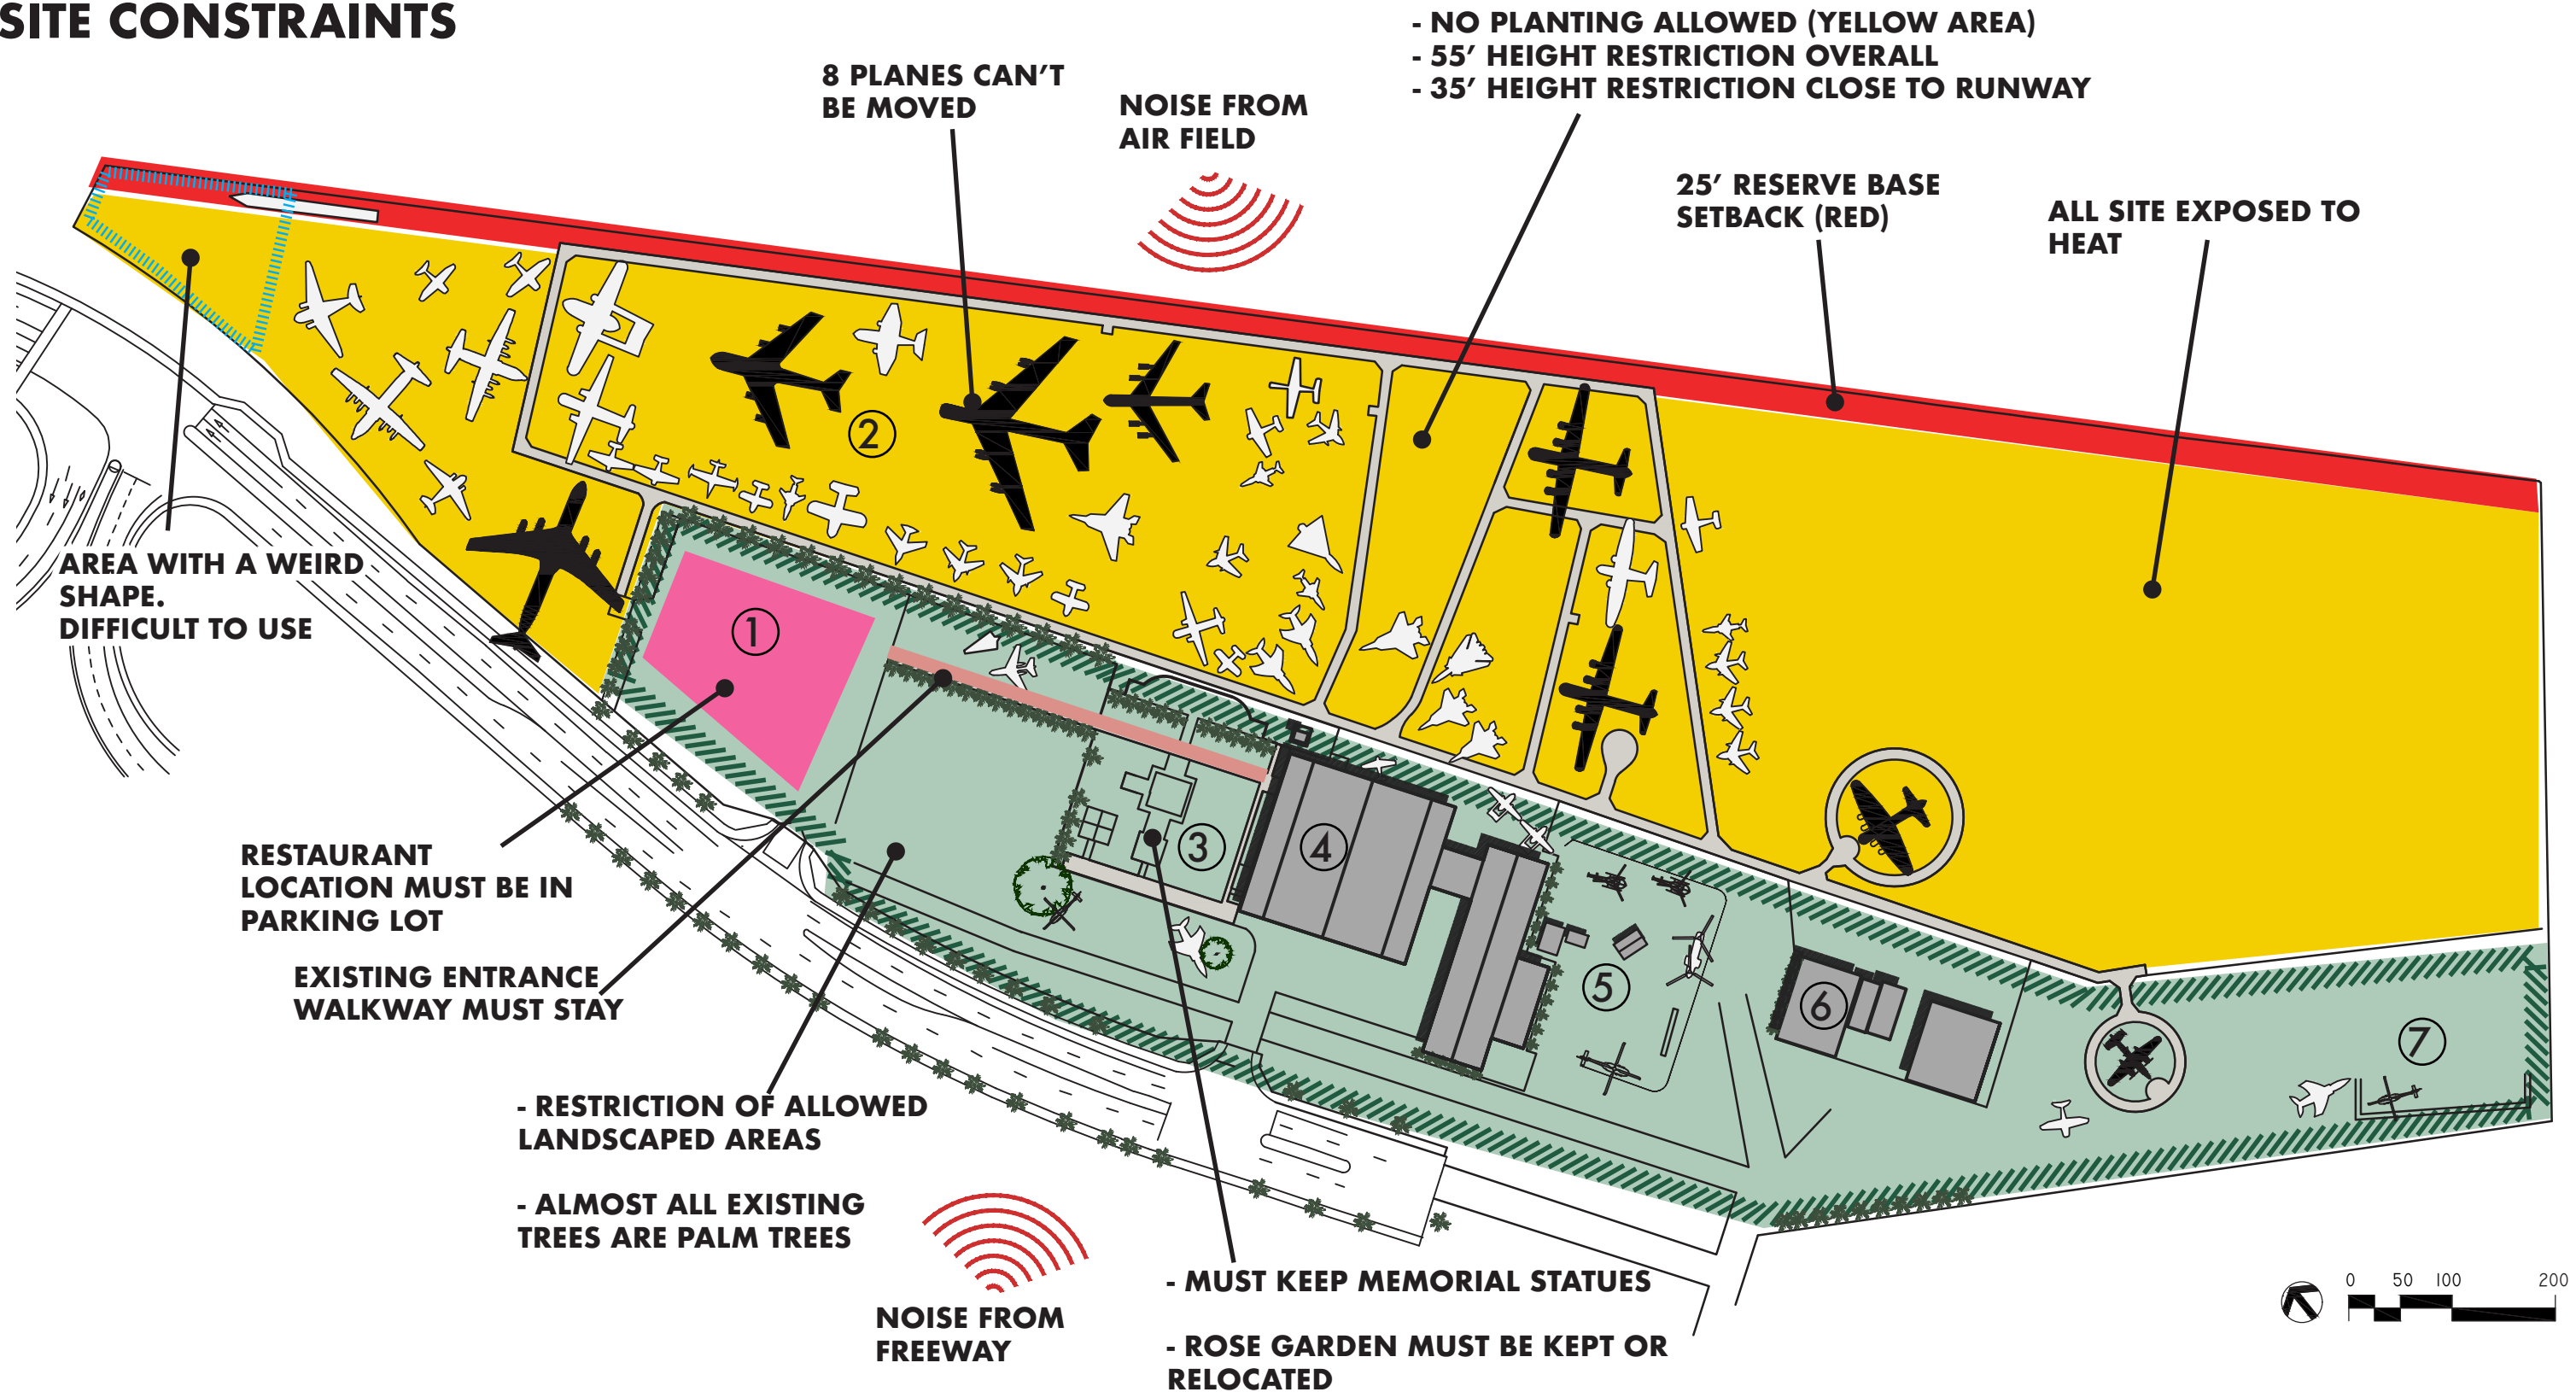 SITE CONSTRAINTS
- NO PLANTING ALLOWED (YELLOW AREA)
- 55' HEIGHT RESTRICTION OVERALL
- 35' HEIGHT RESTRICTION CLOSE TO RUNWAY
8 PLANES CAN'T
BE MOVED
NOISE FROM
AIR FIELD
25' RESERVE BASE
SETBACK (RED)
ALL SITE EXPOSED TO
HEAT
2
AREA WITH A WEIRD
SHAPE.
DIFFICULT TO USE
1
3
4
5
6
7
RESTAURANT
LOCATION MUST BE IN
PARKING LOT
EXISTING ENTRANCE
WALKWAY MUST STAY
- RESTRICTION OF ALLOWED
LANDSCAPED AREAS
- ALMOST ALL EXISTING
TREES ARE PALM TREES
NOISE FROM
FREEWAY
- MUST KEEP MEMORIAL STATUES
- ROSE GARDEN MUST BE KEPT OR
RELOCATED
0 50 100 200